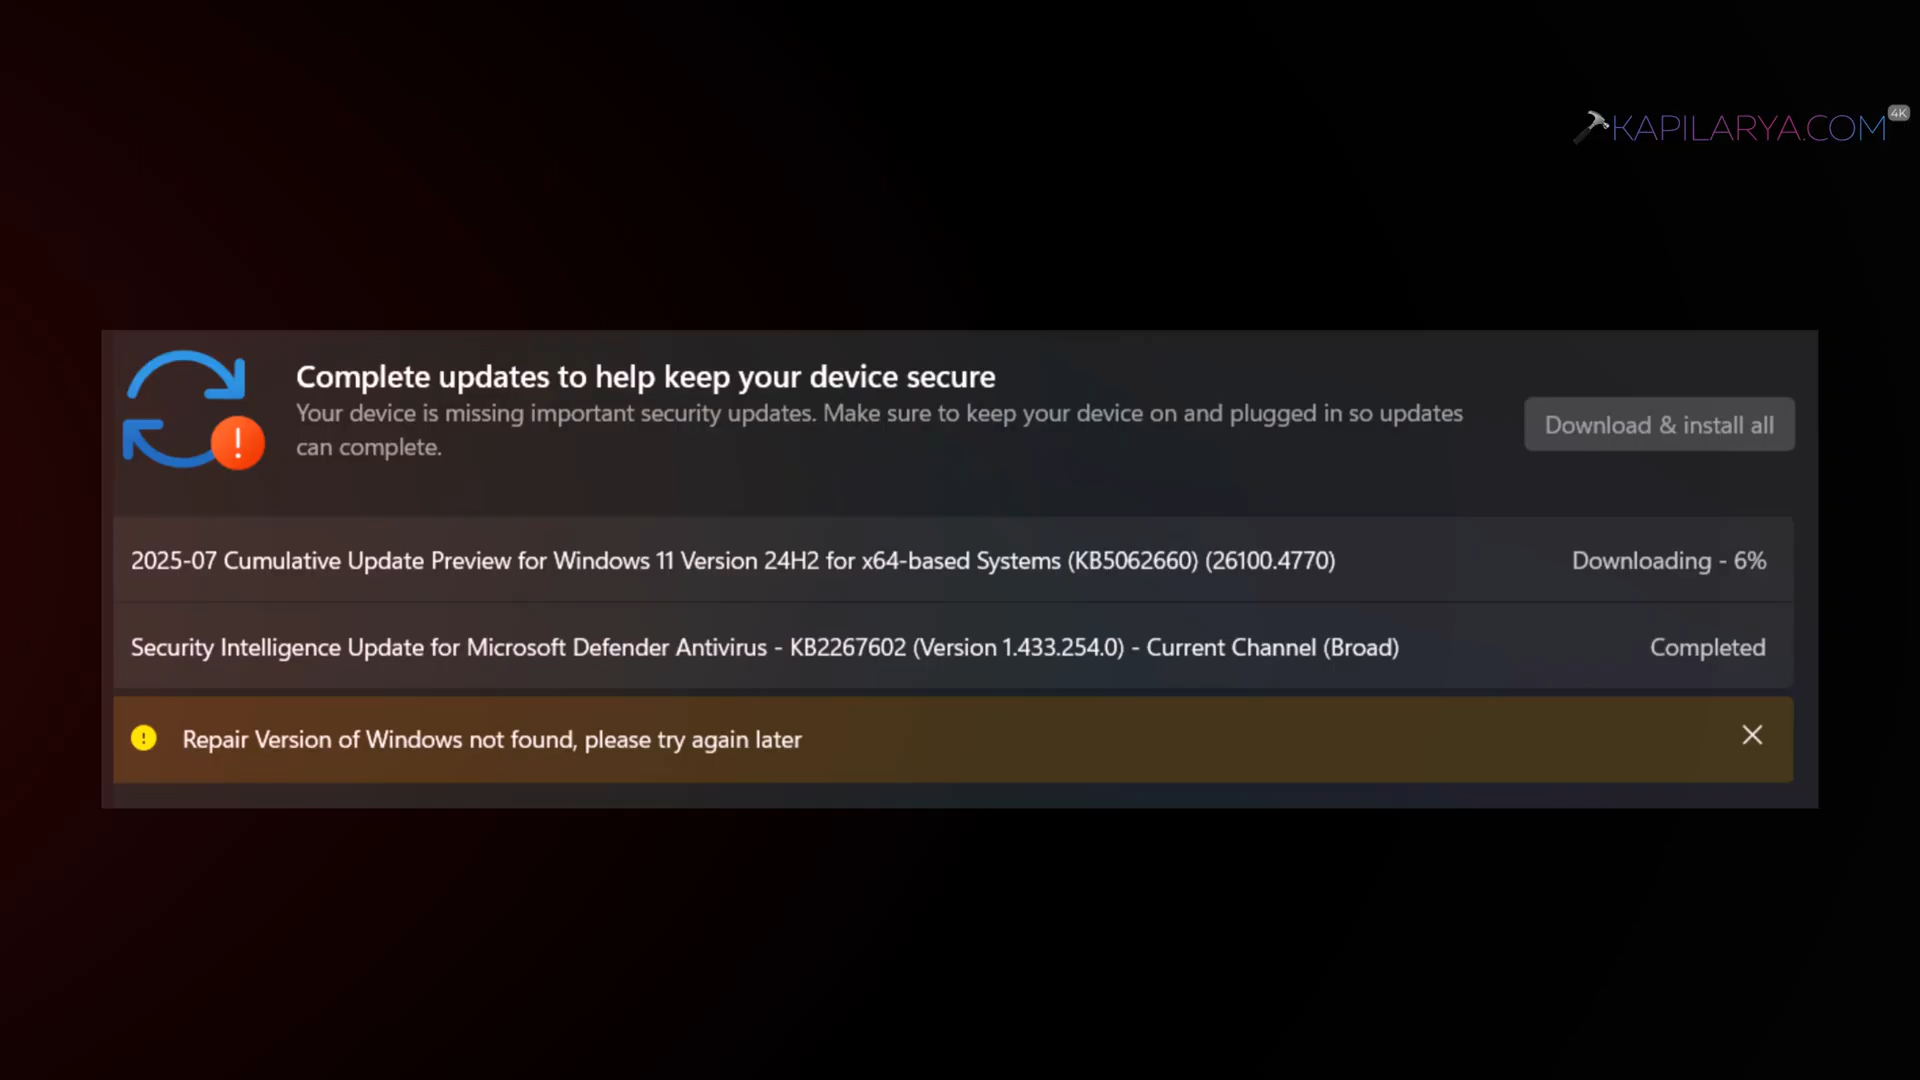 KAPILARYA.COM 4K
Complete updates to help keep your device secure
Your device is missing important security updates. Make sure to keep your device on and plugged in so updates
can complete.
Download & install all
2025-07 Cumulative Update Preview for Windows 11 Version 24H2 for x64-based Systems (KB5062660) (26100.4770)
Downloading - 6%
Security Intelligence Update for Microsoft Defender Antivirus - KB2267602 (Version 1.433.254.0) - Current Channel (Broad)
Completed
Repair Version of Windows not found, please try again later